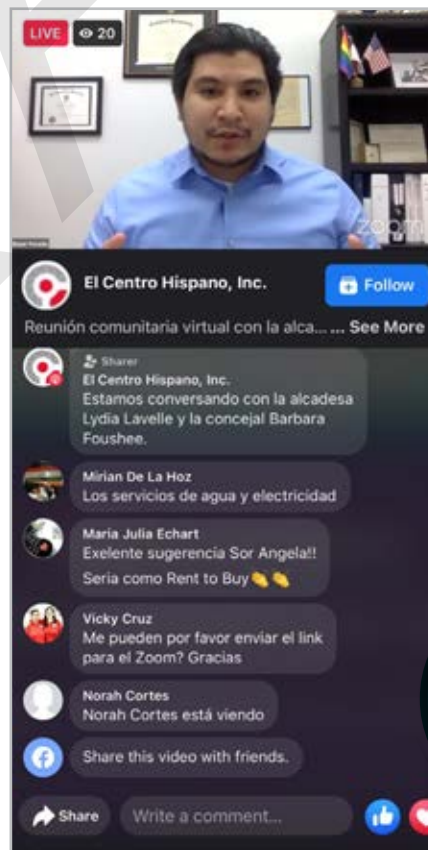 LIVE 20
zoom
El Centro Hispano, Inc.
Follow
Reunión comunitaria virtual con la alca... ... See More
Sharer
El Centro Hispano, Inc.
Estamos conversando con la alcadesa
Lydia Lavelle y la concejal Barbara
Foushee.
Mirian De La Hoz
Los servicios de agua y electricidad
Maria Julia Echart
Exelente sugerencia Sor Angela!!
Seria como Rent to Buy👏👏
Vicky Cruz
Me pueden por favor enviar el link
para el Zoom? Gracias
Norah Cortes
Norah Cortes está viendo
Share this video with friends.
Share
Write a comment...